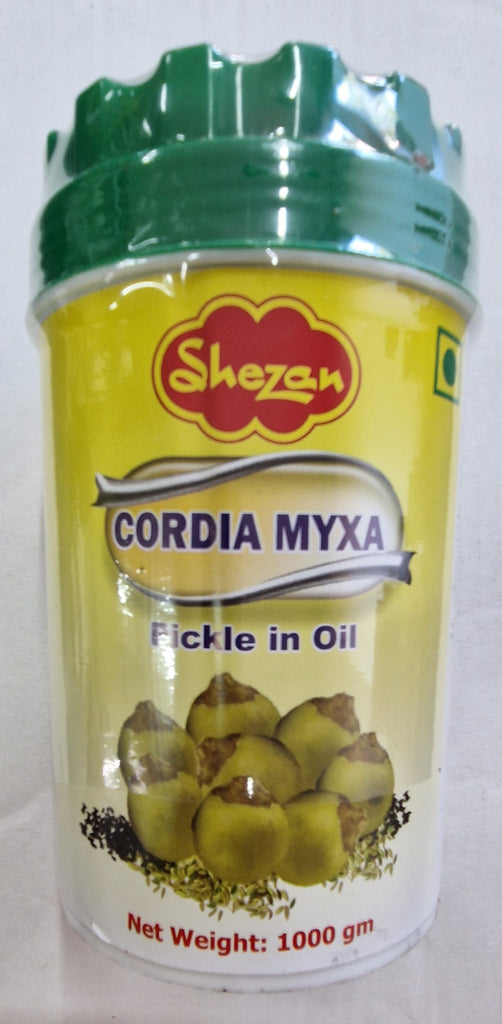 Shezan
CORDIA MYXA
Pickle in Oil
Net Weight: 1000 gm